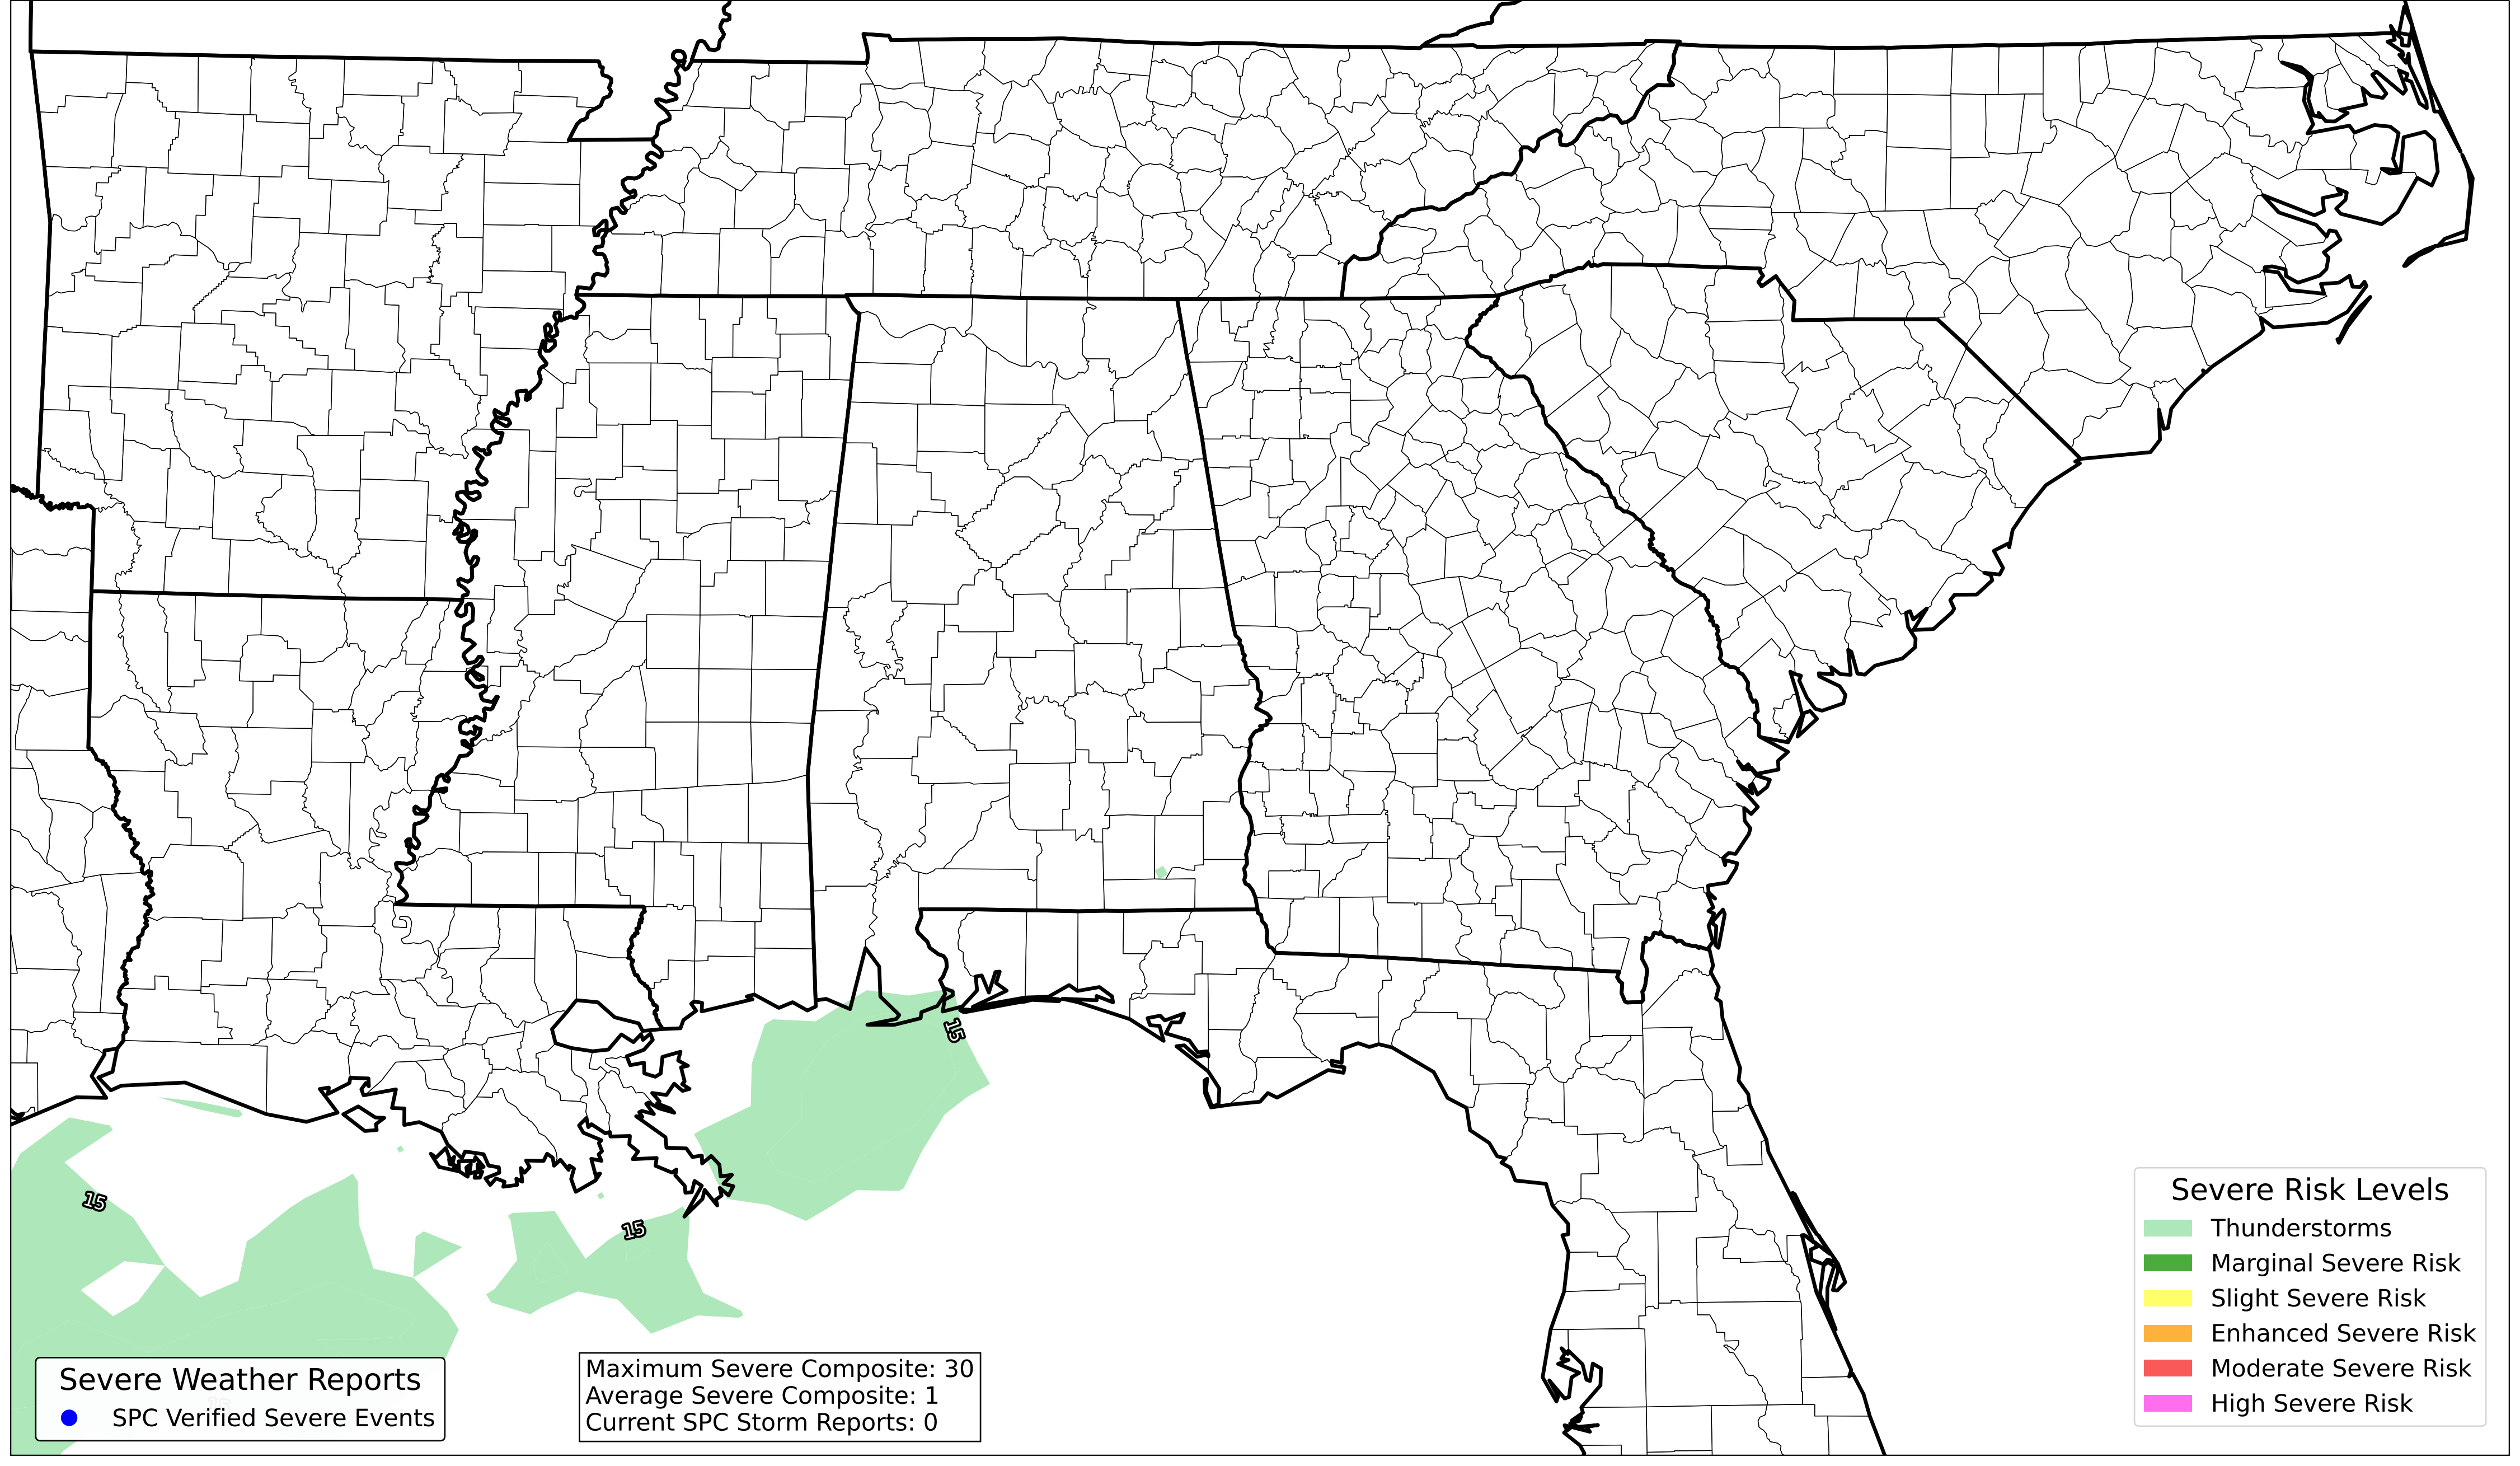 15
15
15
Severe Weather Reports
SPC Verified Severe Events
Maximum Severe Composite: 30
Average Severe Composite: 1
Current SPC Storm Reports: 0
Severe Risk Levels
Thunderstorms
Marginal Severe Risk
Slight Severe Risk
Enhanced Severe Risk
Moderate Severe Risk
High Severe Risk